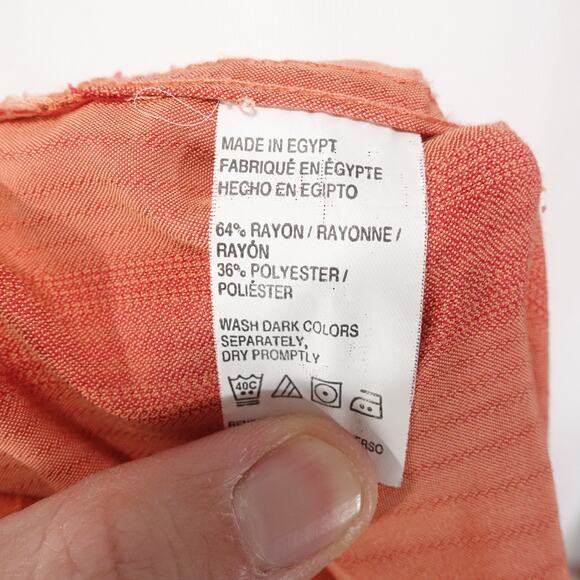 MADE IN EGYPT
FABRIQUÉ EN ÉGYPTE
HECHO EN EGIPTO
64% RAYON / RAYONNE /
RAYÓN
36% POLYESTER /
POLIÉSTER
WASH DARK COLORS
SEPARATELY,
DRY PROMPTLY
40C